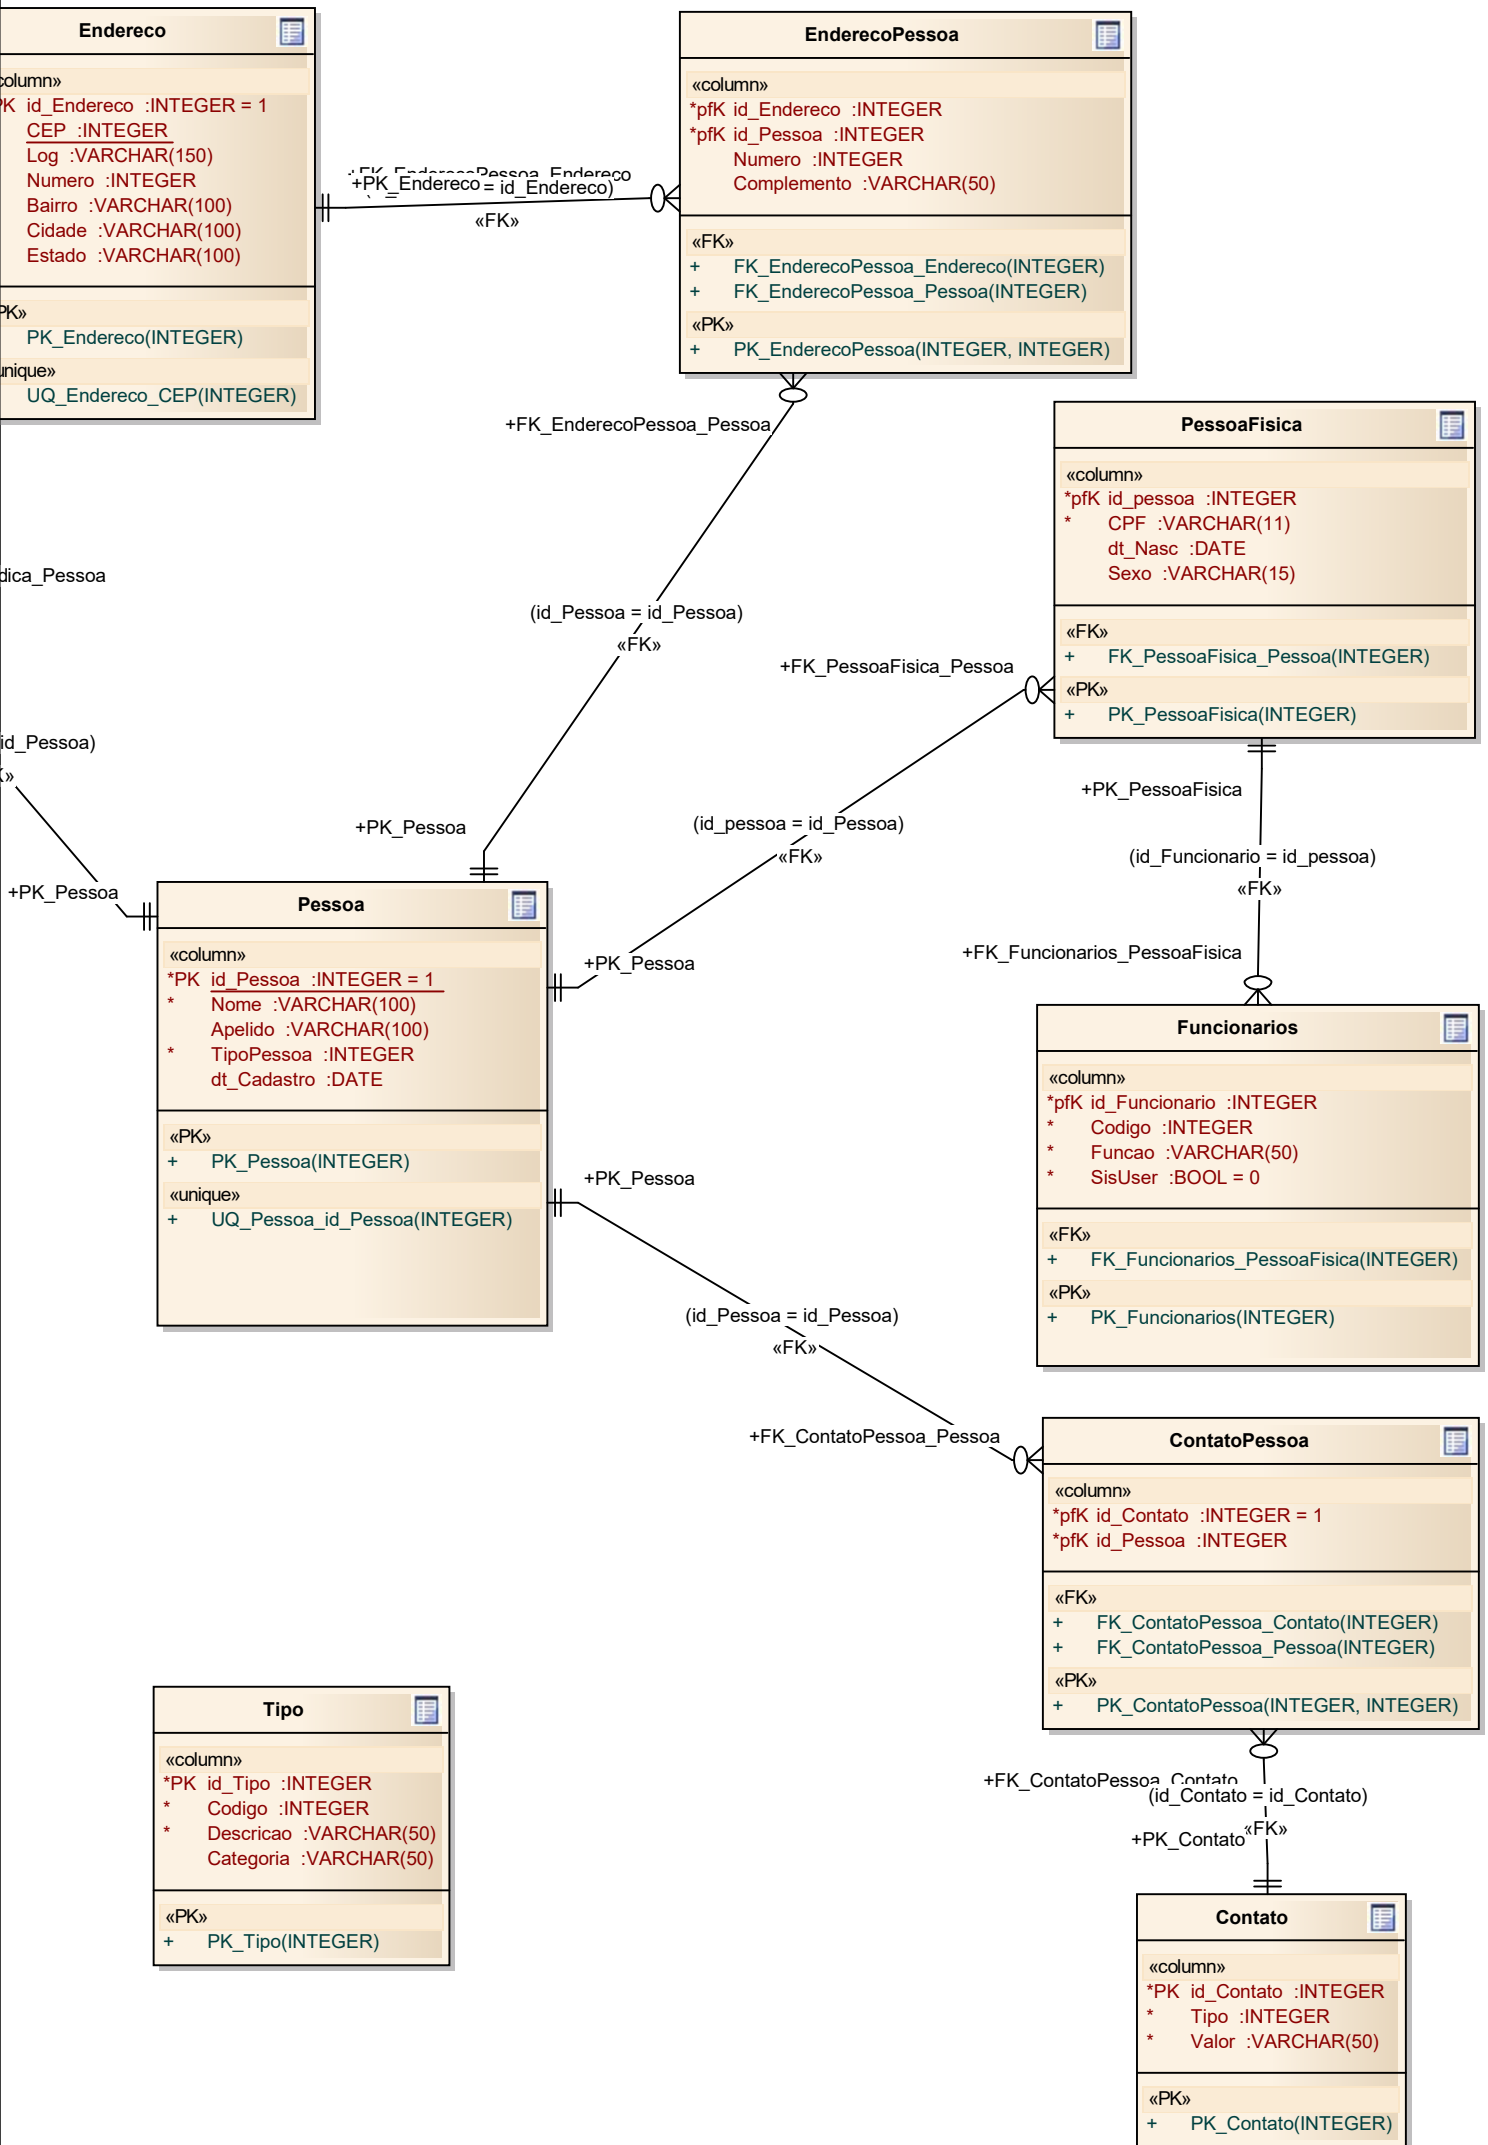 Endereco
column»
K id_Endereco :INTEGER = 1
CEP :INTEGER
Log :VARCHAR(150)
Numero :INTEGER
Bairro :VARCHAR(100)
Cidade :VARCHAR(100)
Estado :VARCHAR(100)
PK»
PK_Endereco(INTEGER)
unique»
UQ_Endereco_CEP(INTEGER)
+FK_EnderecoPessoa_Endereco
+PK_Endereco = id_Endereco)
«FK»
EnderecoPessoa
«column»
*pfK id_Endereco :INTEGER
*pfK id_Pessoa :INTEGER
Numero :INTEGER
Complemento :VARCHAR(50)
«FK»
+ FK_EnderecoPessoa_Endereco(INTEGER)
+ FK_EnderecoPessoa_Pessoa(INTEGER)
«PK»
+ PK_EnderecoPessoa(INTEGER, INTEGER)
+FK_EnderecoPessoa_Pessoa
(id_Pessoa = id_Pessoa)
«FK»
+PK_Pessoa
PessoaFisica
«column»
*pfK id_pessoa :INTEGER
* CPF :VARCHAR(11)
dt_Nasc :DATE
Sexo :VARCHAR(15)
«FK»
+ FK_PessoaFisica_Pessoa(INTEGER)
«PK»
+ PK_PessoaFisica(INTEGER)
dica_Pessoa
id_Pessoa)
»
+PK_Pessoa
+FK_PessoaFisica_Pessoa
(id_pessoa = id_Pessoa)
«FK»
+PK_Pessoa
+PK_PessoaFisica
(id_Funcionario = id_pessoa)
«FK»
+FK_Funcionarios_PessoaFisica
Pessoa
«column»
*PK id_Pessoa :INTEGER = 1
* Nome :VARCHAR(100)
Apelido :VARCHAR(100)
* TipoPessoa :INTEGER
dt_Cadastro :DATE
«PK»
+ PK_Pessoa(INTEGER)
«unique»
+ UQ_Pessoa_id_Pessoa(INTEGER)
Funcionarios
«column»
*pfK id_Funcionario :INTEGER
* Codigo :INTEGER
* Funcao :VARCHAR(50)
* SisUser :BOOL = 0
«FK»
+ FK_Funcionarios_PessoaFisica(INTEGER)
«PK»
+ PK_Funcionarios(INTEGER)
+PK_Pessoa
(id_Pessoa = id_Pessoa)
«FK»
+FK_ContatoPessoa_Pessoa
ContatoPessoa
«column»
*pfK id_Contato :INTEGER = 1
*pfK id_Pessoa :INTEGER
«FK»
+ FK_ContatoPessoa_Contato(INTEGER)
+ FK_ContatoPessoa_Pessoa(INTEGER)
«PK»
+ PK_ContatoPessoa(INTEGER, INTEGER)
Tipo
«column»
*PK id_Tipo :INTEGER
* Codigo :INTEGER
* Descricao :VARCHAR(50)
Categoria :VARCHAR(50)
«PK»
+ PK_Tipo(INTEGER)
+FK_ContatoPessoa_Contato
(id_Contato = id_Contato)
«FK»
+PK_Contato
Contato
«column»
*PK id_Contato :INTEGER
* Tipo :INTEGER
* Valor :VARCHAR(50)
«PK»
+ PK_Contato(INTEGER)